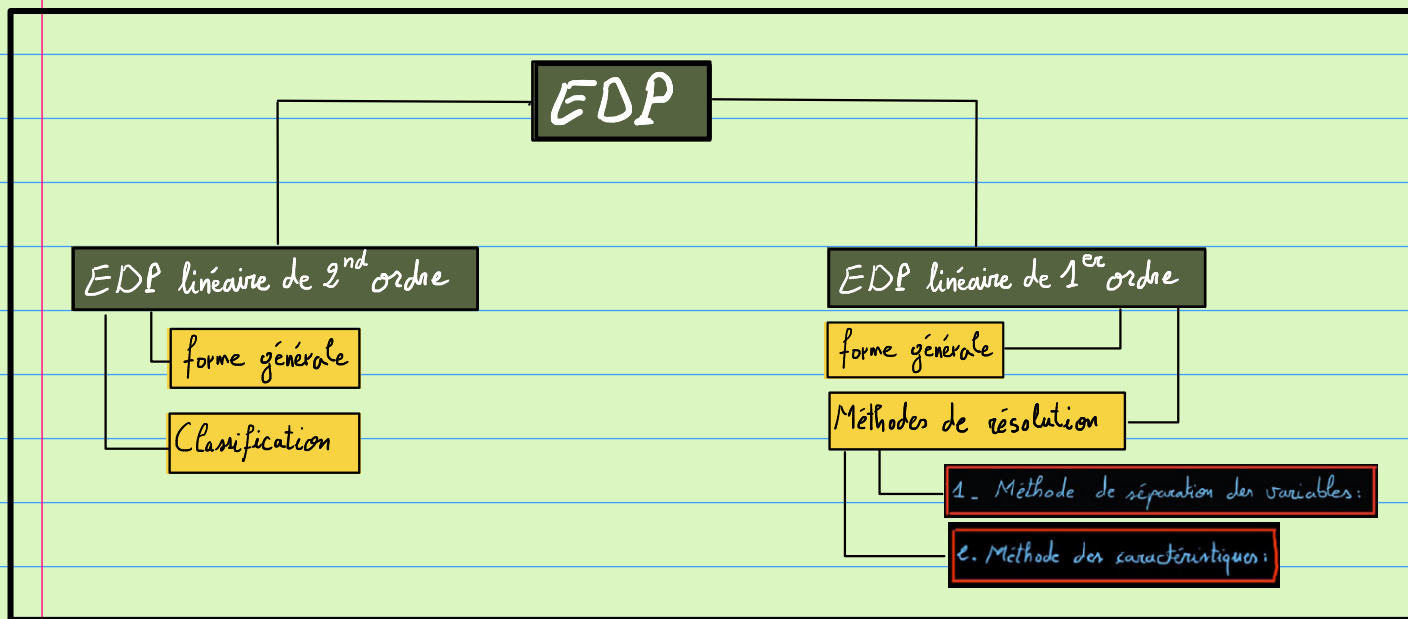 EDP
EDP linéaire de 2nd ordre
forme générale
Classification
EDP linéaire de 1er ordre
forme générale
Méthodes de résolution
1_ Méthode de séparation des variables:
2. Méthode des caractéristiques: